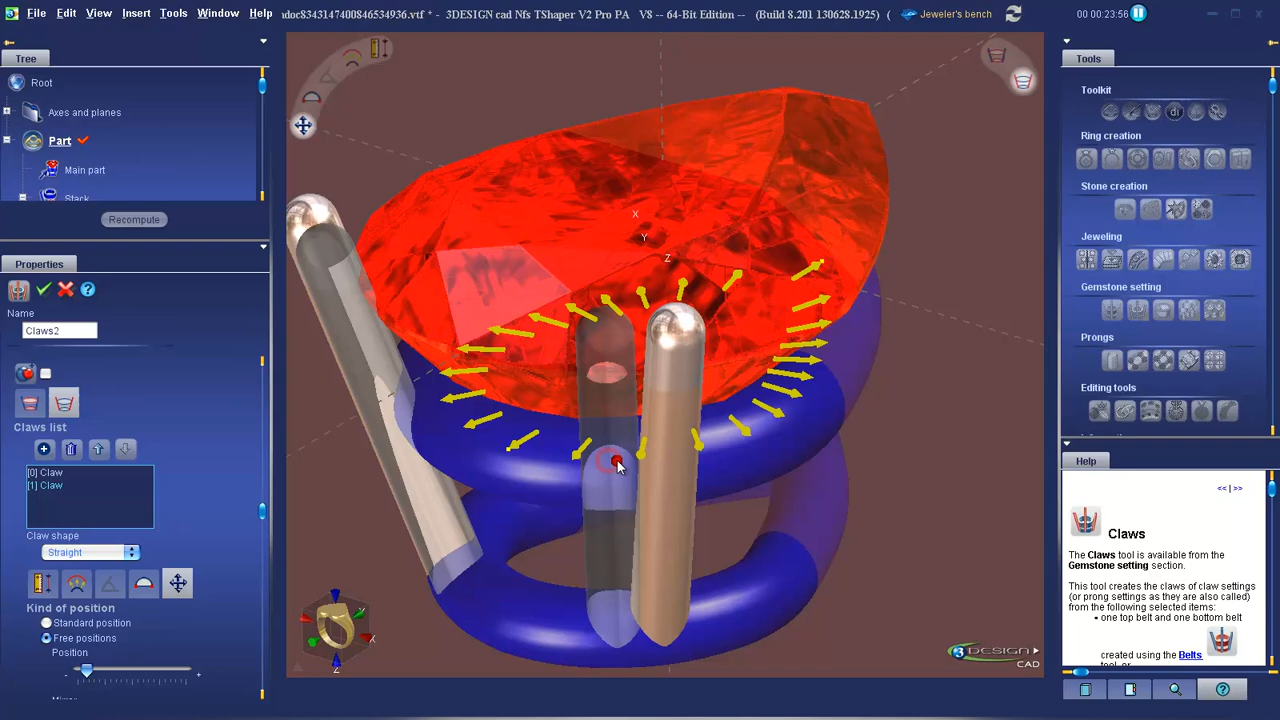 File Edit View Insert Tools Window Help
ndoc8343147400846534936.vtf * - 3DESIGN cad Nfs TShaper V2 Pro PA V8 -- 64-Bit Edition -- (Build 8.201 130628.1925) (
Jeweler's bench
00:00:23:56
Tree
Root
Axes and planes
Part
Main part
Stack
Recompute
Properties
Name
Claws2
Claws list
[0] Claw
[1] Claw
Claw shape
Straight
Kind of position
Standard position
Free positions
Position
- +
X
Y
Z
Y
X
Z
3DESIGN
CAD
Tools
Toolkit
Ring creation
Stone creation
Jeweling
Gemstone setting
Prongs
Editing tools
Help
<< | >>
Claws
The Claws tool is available from the
Gemstone setting section.
This tool creates the claws of claw settings
(or prong settings as they are also called)
from the following selected items:
• one top belt and one bottom belt
created using the Belts
tool, or